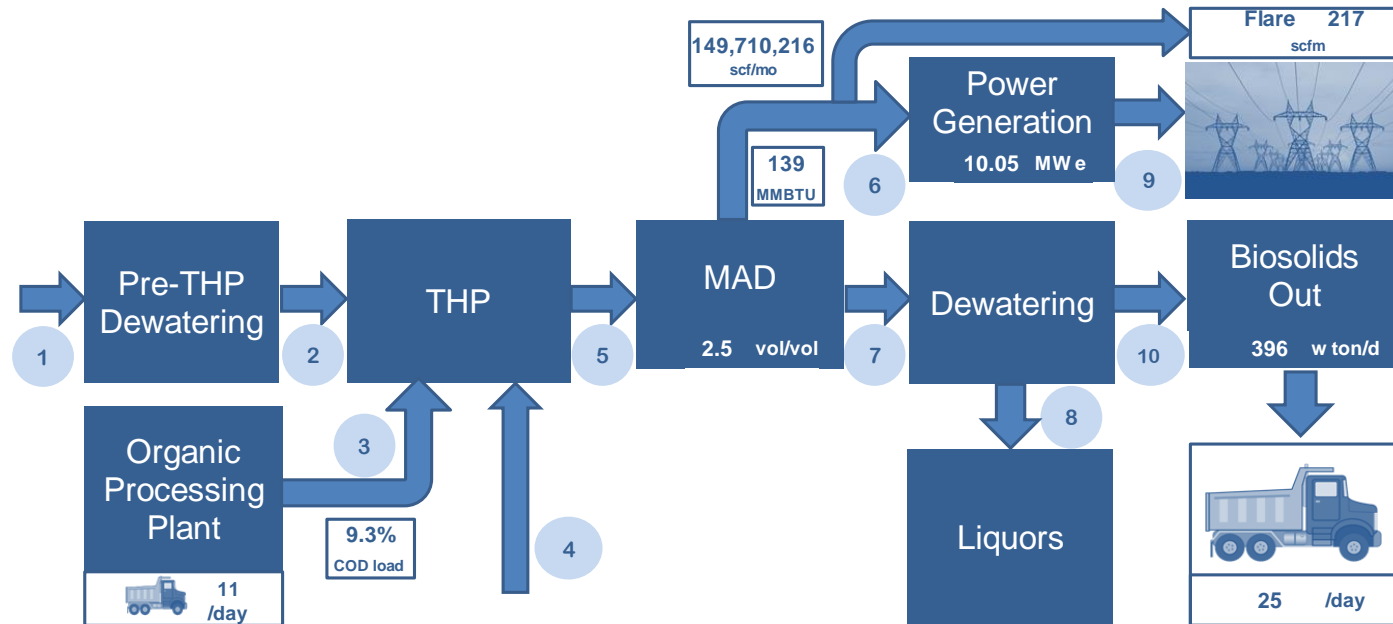 149,710,216
scf/mo
Flare 217
scfm
Power
Generation
10.05 MWe
139
MMBTU
6
9
Pre-THP
Dewatering
THP
MAD
2.5 vol/vol
Dewatering
Biosolids
Out
396 w ton/d
1
2
5
7
10
Organic
Processing
Plant
11
/day
3
9.3%
COD load
4
8
Liquors
25 /day